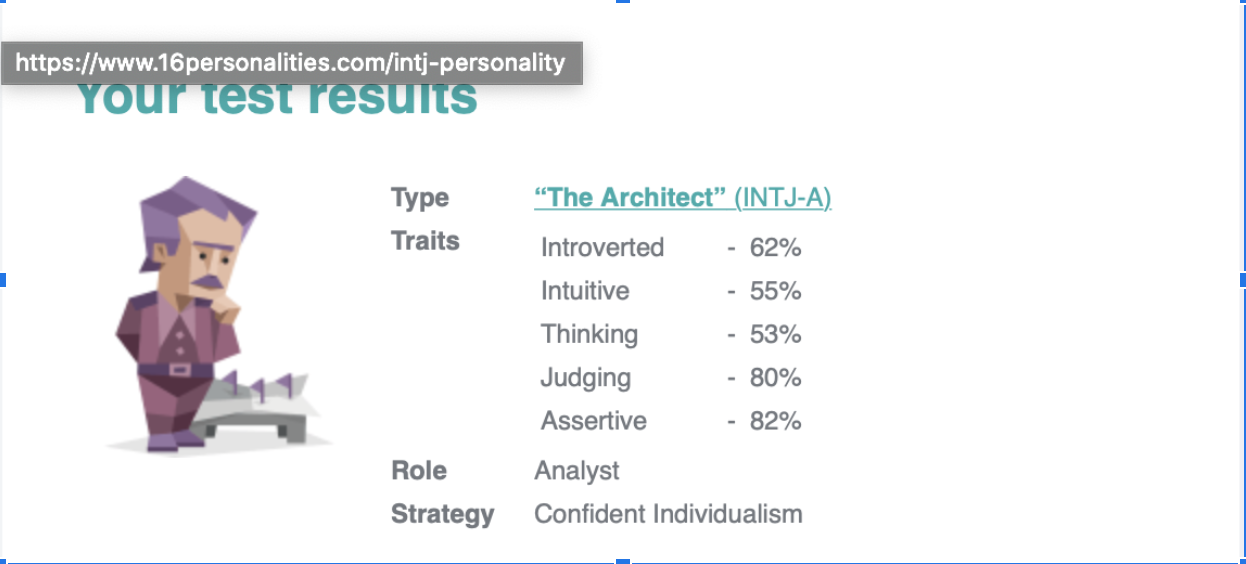 https://www.16personalities.com/intj-personality
Your test results
Type “The Architect” (INTJ-A)
Traits
Introverted - 62%
Intuitive - 55%
Thinking - 53%
Judging - 80%
Assertive - 82%
Role Analyst
Strategy Confident Individualism